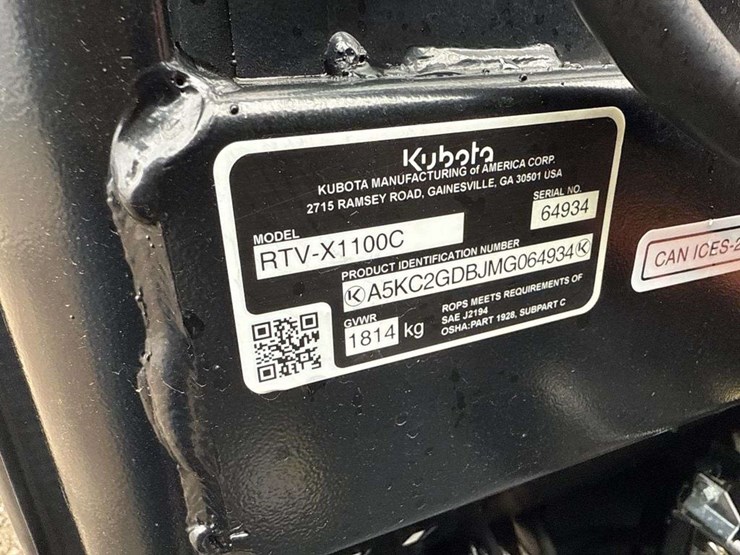 Kubota
KUBOTA MANUFACTURING of AMERICA CORP.
2715 RAMSEY ROAD, GAINESVILLE, GA 30501 USA
MODEL
RTV-X1100C
SERIAL NO.
64934
PRODUCT IDENTIFICATION NUMBER
K A5KC2GDBJMG064934 K
GVWR
1814 kg
ROPS MEETS REQUIREMENTS OF
SAE J2194
OSHA:PART 1928, SUBPART C
CAN ICES-2